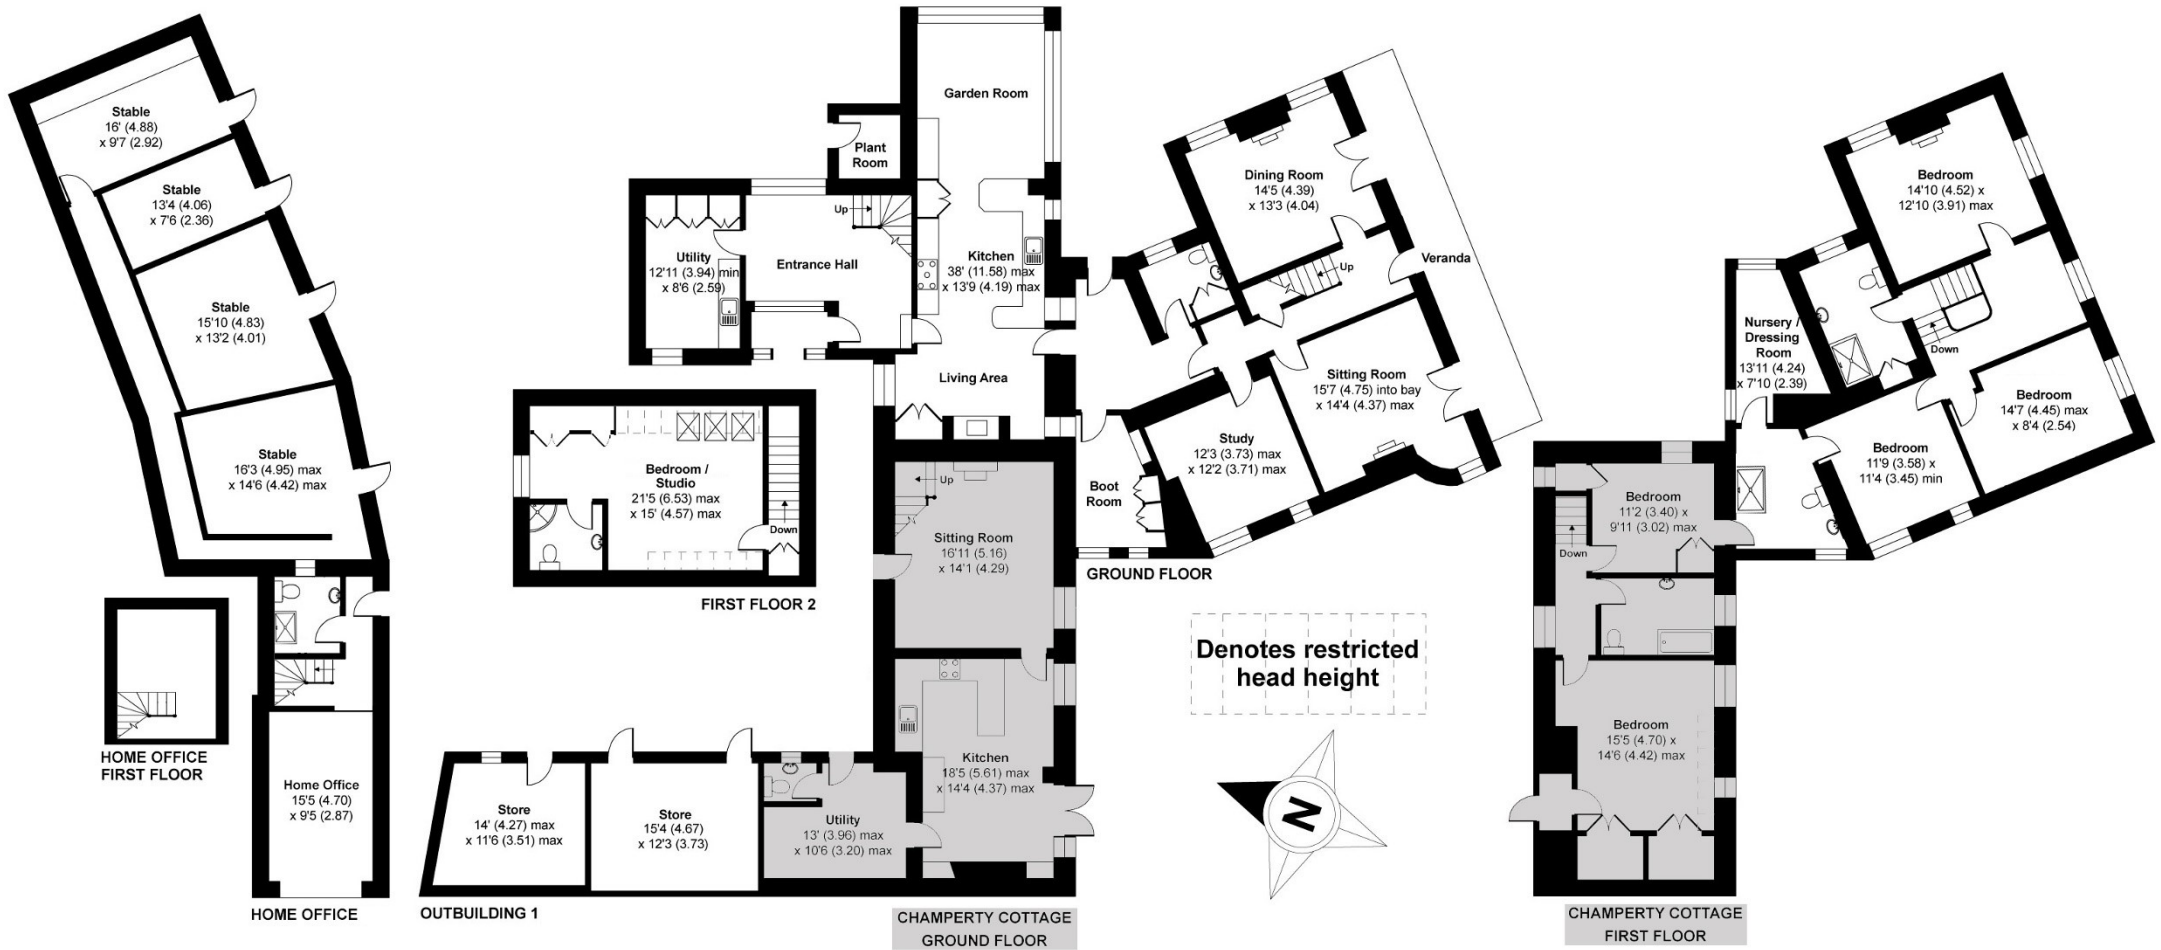 Stable
16' (4.88)
x 9'7 (2.92)
Stable
13'4 (4.06)
x 7'6 (2.36)
Stable
15'10 (4.83)
x 13'2 (4.01)
Stable
16'3 (4.95) max
x 14'6 (4.42) max
HOME OFFICE
FIRST FLOOR
Home Office
15'5 (4.70)
x 9'5 (2.87)
HOME OFFICE
Garden Room
Plant
Room
Up
Utility
12'11 (3.94) min
x 8'6 (2.59)
Entrance Hall
Kitchen
38' (11.58) max
x 13'9 (4.19) max
Living Area
Dining Room
14'5 (4.39)
x 13'3 (4.04)
Up
Veranda
Sitting Room
15'7 (4.75) into bay
x 14'4 (4.37) max
Study
12'3 (3.73) max
x 12'2 (3.71) max
Boot
Room
GROUND FLOOR
Bedroom /
Studio
21'5 (6.53) max
x 15' (4.57) max
Down
FIRST FLOOR 2
Up
Sitting Room
16'11 (5.16)
x 14'1 (4.29)
Kitchen
18'5 (5.61) max
x 14'4 (4.37) max
Utility
13' (3.96) max
x 10'6 (3.20) max
Store
14' (4.27) max
x 11'6 (3.51) max
Store
15'4 (4.67)
x 12'3 (3.73)
OUTBUILDING 1
CHAMPERTY COTTAGE
GROUND FLOOR
Denotes restricted
head height
N
Bedroom
14'10 (4.52) x
12'10 (3.91) max
Nursery /
Dressing
Room
13'11 (4.24)
x 7'10 (2.39)
Down
Bedroom
14'7 (4.45) max
x 8'4 (2.54)
Bedroom
11'9 (3.58) x
11'4 (3.45) min
Bedroom
11'2 (3.40) x
9'11 (3.02) max
Down
Bedroom
15'5 (4.70) x
14'6 (4.42) max
CHAMPERTY COTTAGE
FIRST FLOOR